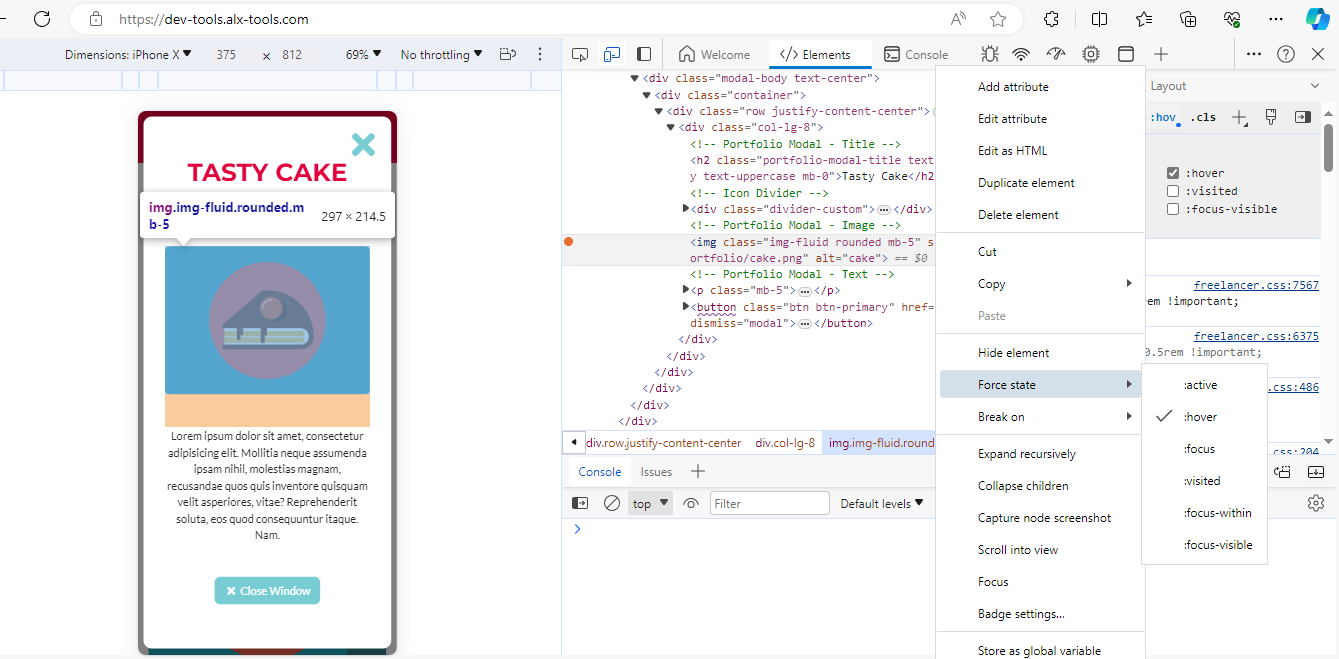 https://dev-tools.alx-tools.com
Dimensions: iPhone X ▼ 375 × 812 69% ▼ No throttling ▼
TASTY CAKE
img.img-fluid.rounded.m
b-5
297 × 214.5
Lorem ipsum dolor sit amet, consectetur
adipisicing elit. Mollitia neque assumenda
ipsam nihil, molestias magnam,
recusandae quos quis inventore quisquam
velit asperiores, vitae? Reprehenderit
soluta, eos quod consequuntur itaque.
Nam.
Close Window
Welcome
</> Elements
Console
▼<div class="modal-body text-center">
▼<div class="container">
▼<div class="row justify-content-center">
▼<div class="col-lg-8">
<!-- Portfolio Modal - Title -->
<h2 class="portfolio-modal-title text
y text-uppercase mb-0">Tasty Cake</h2
<!-- Icon Divider -->
▶<div class="divider-custom"> ⋯ </div>
<!-- Portfolio Modal - Image -->
<img class="img-fluid rounded mb-5" s
ortfolio/cake.png" alt="cake"> == $0
<!-- Portfolio Modal - Text -->
▶<p class="mb-5"> ⋯ </p>
▶<button class="btn btn-primary" href=
dismiss="modal"> ⋯ </button>
</div>
</div>
</div>
</div>
</div>
</div>
div.row.justify-content-center div.col-lg-8 img.img-fluid.round
Console
Issues
top ▼
Filter
Default levels ▼
Add attribute
Edit attribute
Edit as HTML
Duplicate element
Delete element
Cut
Copy
Paste
Hide element
Force state
Break on
Expand recursively
Collapse children
Capture node screenshot
Scroll into view
Focus
Badge settings...
Store as global variable
Layout
:hov .cls
:hover
:visited
:focus-visible
freelancer.css:7567
em !important;
freelancer.css:6375
0.5rem !important;
.css:486
css:204
:active
:hover
:focus
:visited
:focus-within
:focus-visible